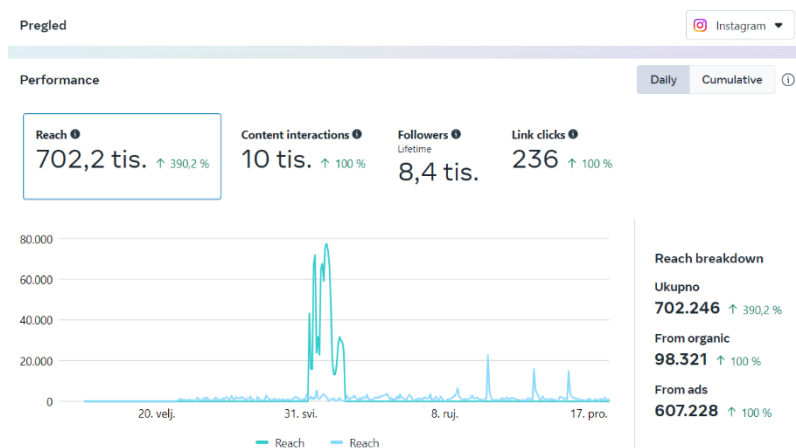 Pregled
Instagram
Performance
Daily Cumulative
Reach
702,2 tis. ↑ 390,2 %
Content interactions
10 tis. ↑ 100 %
Followers
Lifetime
8,4 tis.
Link clicks
236 ↑ 100 %
80.000
60.000
40.000
20.000
0
20. velj. 31. svi. 8. ruj. 17. pro.
Reach Reach
Reach breakdown
Ukupno
702.246 ↑ 390,2 %
From organic
98.321 ↑ 100 %
From ads
607.228 ↑ 100 %